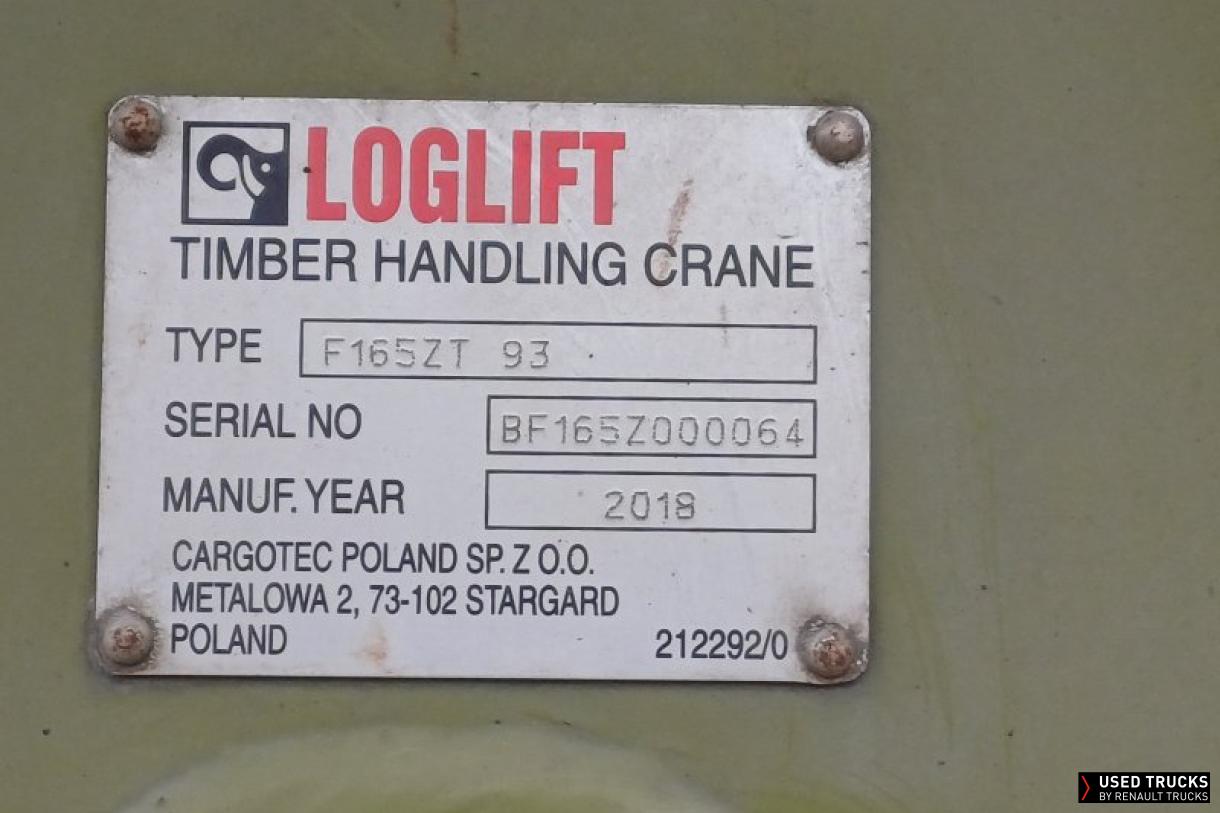 LOGLIFT
TIMBER HANDLING CRANE
TYPE F165ZT 93
SERIAL NO BF165Z000064
MANUF. YEAR 2018
CARGOTEC POLAND SP. Z O.O.
METALOWA 2, 73-102 STARGARD
POLAND 212292/0
USED TRUCKS
BY RENAULT TRUCKS